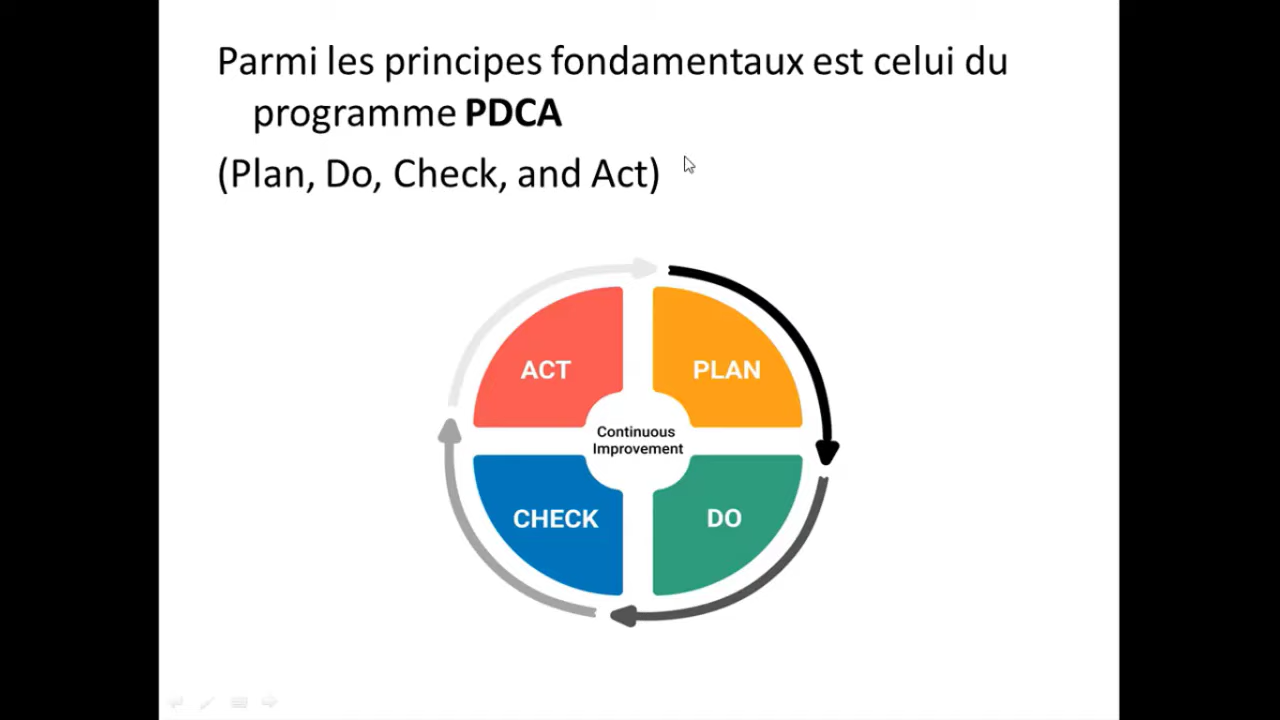 Parmi les principes fondamentaux est celui du
programme PDCA
(Plan, Do, Check, and Act)
ACT
PLAN
Continuous
Improvement
CHECK
DO